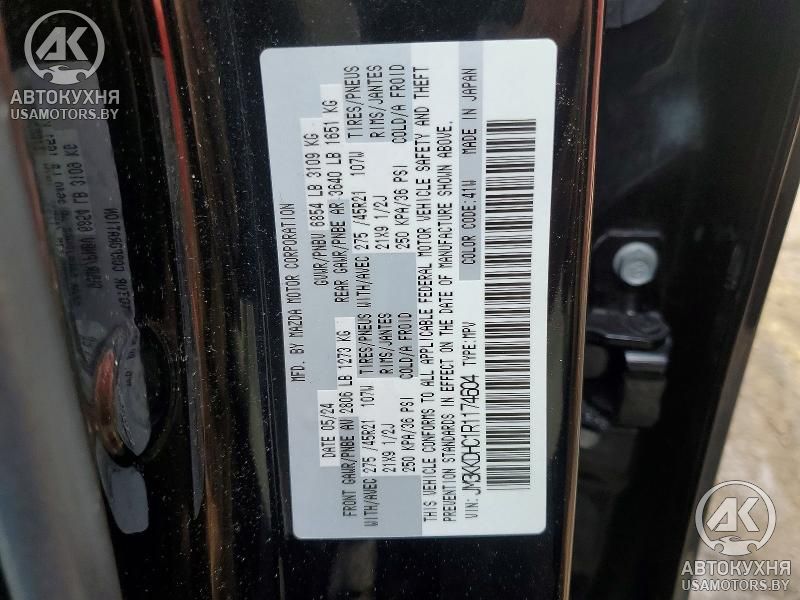 MFD. BY MAZDA MOTOR CORPORATION
DATE 05/24 GVWR/PNBV 6854 LB 3109 KG
FRONT GAWR/PNBE AV 2806 LB 1273 KG REAR GAWR/PNBE AR 3640 LB 1651 KG
WITH/AVEC 275 /45R21 107W TIRES/PNEUS WITH/AVEC 275 /45R21 107W TIRES/PNEUS
21X9 1/2J RIMS/JANTES 21X9 1/2J RIMS/JANTES
250 KPA/36 PSI COLD/A FROID 250 KPA/36 PSI COLD/A FROID
THIS VEHICLE CONFORMS TO ALL APPLICABLE FEDERAL MOTOR VEHICLE SAFETY AND THEFT
PREVENTION STANDARDS IN EFFECT ON THE DATE OF MANUFACTURE SHOWN ABOVE.
VIN: JM3KKDHC1R1174604 TYPE:MPV COLOR CODE:41W MADE IN JAPAN
AK
АВТОКУХНЯ
USAMOTORS.BY
AK
АВТОКУХНЯ
USAMOTORS.BY